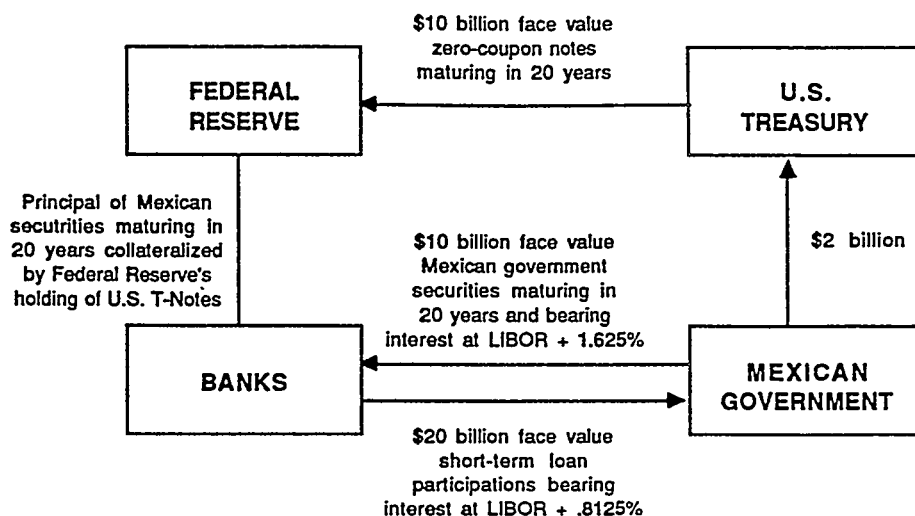 $10 billion face value
zero-coupon notes
maturing in 20 years
FEDERAL
RESERVE
U.S.
TREASURY
Principal of Mexican
secutrities maturing in
20 years collateralized
by Federal Reserve's
holding of U.S. T-Notes
$10 billion face value
Mexican government
securities maturing in
20 years and bearing
interest at LIBOR + 1.625%
$2 billion
BANKS
MEXICAN
GOVERNMENT
$20 billion face value
short-term loan
participations bearing
interest at LIBOR + .8125%